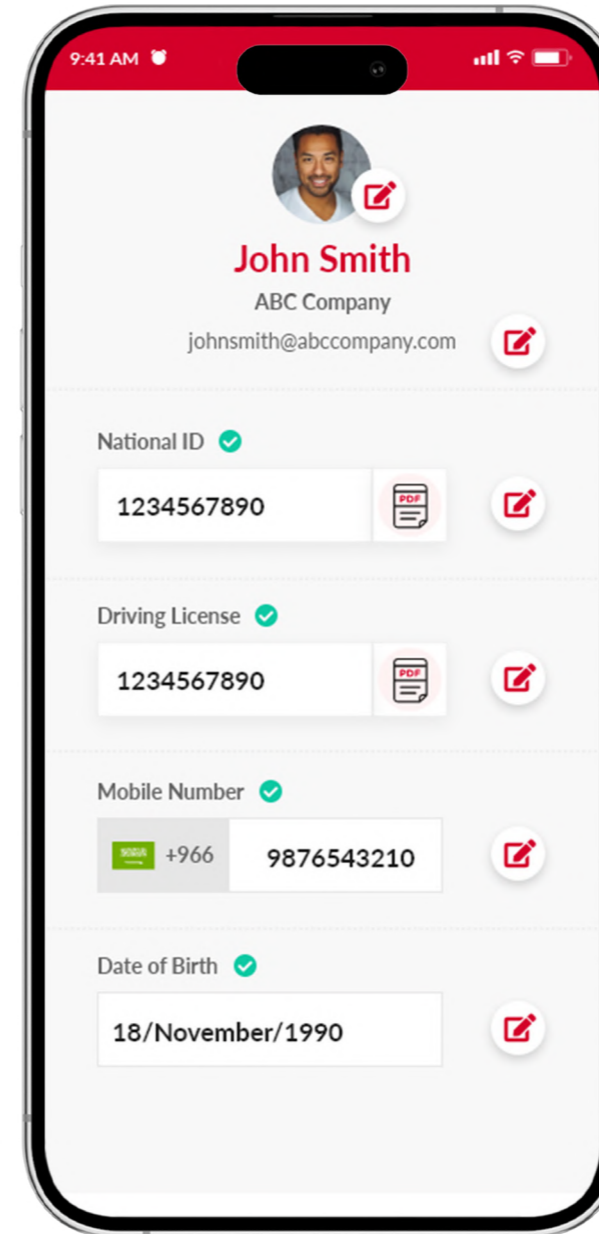 9:41 AM
John Smith
ABC Company
johnsmith@abccompany.com
National ID
1234567890
PDF
Driving License
1234567890
PDF
Mobile Number
+966
9876543210
Date of Birth
18/November/1990